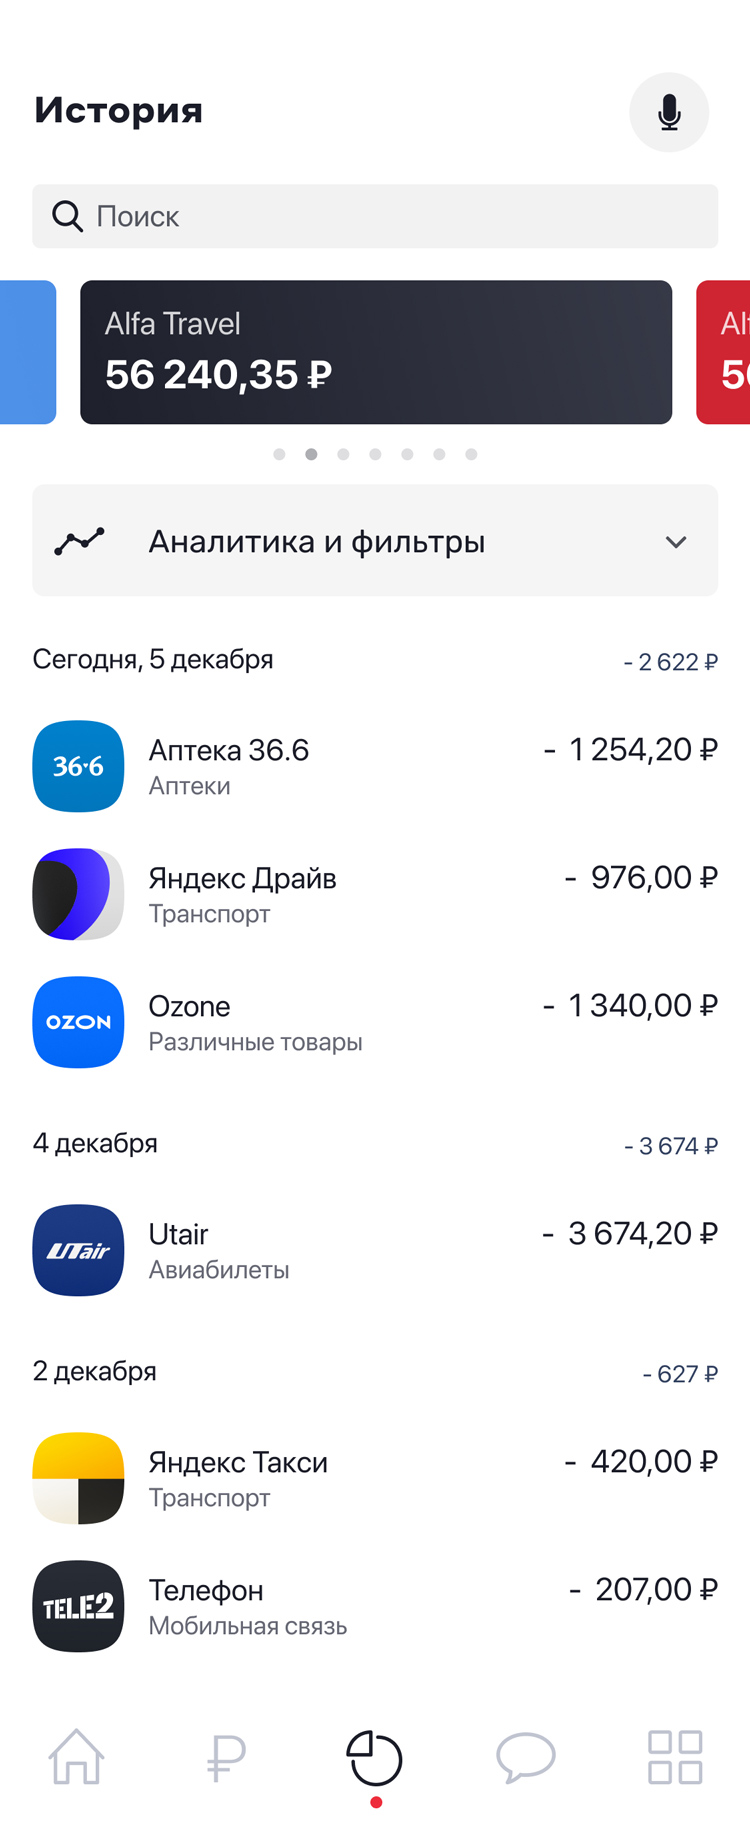 История
Поиск
Alfa Travel
56 240,35 ₽
Аналитика и фильтры
Сегодня, 5 декабря
- 2 622 ₽
36·6
Аптека 36.6
- 1 254,20 ₽
Аптеки
Яндекс Драйв
- 976,00 ₽
Транспорт
OZON
Ozone
- 1 340,00 ₽
Различные товары
4 декабря
- 3 674 ₽
UTair
Utair
- 3 674,20 ₽
Авиабилеты
2 декабря
- 627 ₽
Яндекс Такси
- 420,00 ₽
Транспорт
TELE2
Телефон
- 207,00 ₽
Мобильная связь